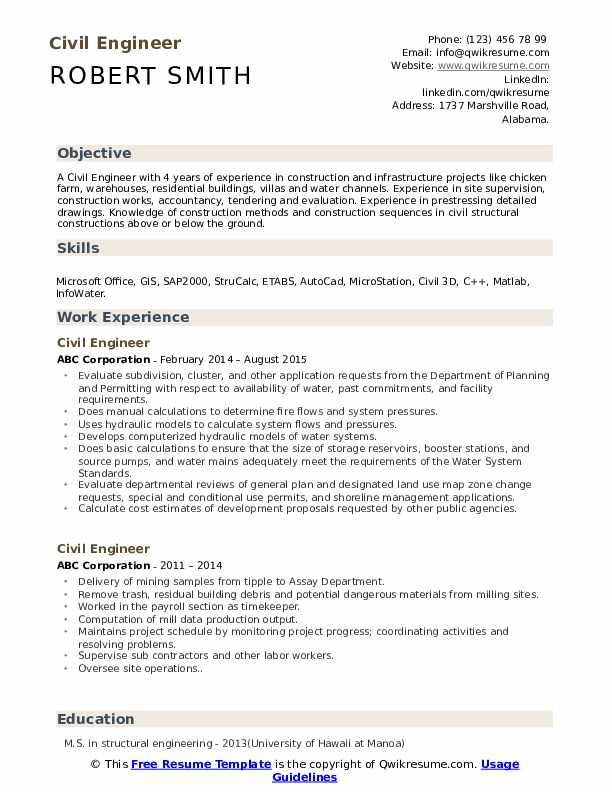 Civil Engineer
ROBERT SMITH
Phone: (123) 456 78 99
Email: info@qwikresume.com
Website: www.qwikresume.com
LinkedIn:
linkedin.com/qwikresume
Address: 1737 Marshville Road,
Alabama.
Objective
A Civil Engineer with 4 years of experience in construction and infrastructure projects like chicken
farm, warehouses, residential buildings, villas and water channels. Experience in site supervision,
construction works, accountancy, tendering and evaluation. Experience in prestressing detailed
drawings. Knowledge of construction methods and construction sequences in civil structural
constructions above or below the ground.
Skills
Microsoft Office, GIS, SAP2000, StruCalc, ETABS, AutoCad, MicroStation, Civil 3D, C++, Matlab,
InfoWater.
Work Experience
Civil Engineer
ABC Corporation - February 2014 – August 2015
• Evaluate subdivision, cluster, and other application requests from the Department of Planning
and Permitting with respect to availability of water, past commitments, and facility
requirements.
• Does manual calculations to determine fire flows and system pressures.
• Uses hydraulic models to calculate system flows and pressures.
• Develops computerized hydraulic models of water systems.
• Does basic calculations to ensure that the size of storage reservoirs, booster stations, and
source pumps, and water mains adequately meet the requirements of the Water System
Standards.
• Evaluate departmental reviews of general plan and designated land use map zone change
requests, special and conditional use permits, and shoreline management applications.
• Calculate cost estimates of development proposals requested by other public agencies.
Civil Engineer
ABC Corporation - 2011 – 2014
• Delivery of mining samples from tipple to Assay Department.
• Remove trash, residual building debris and potential dangerous materials from milling sites.
• Worked in the payroll section as timekeeper.
• Computation of mill data production output.
• Maintains project schedule by monitoring project progress; coordinating activities and
resolving problems.
• Supervise sub contractors and other labor workers.
• Oversee site operations..
Education
M.S. in structural engineering - 2013(University of Hawaii at Manoa)
© This Free Resume Template is the copyright of Qwikresume.com. Usage
Guidelines